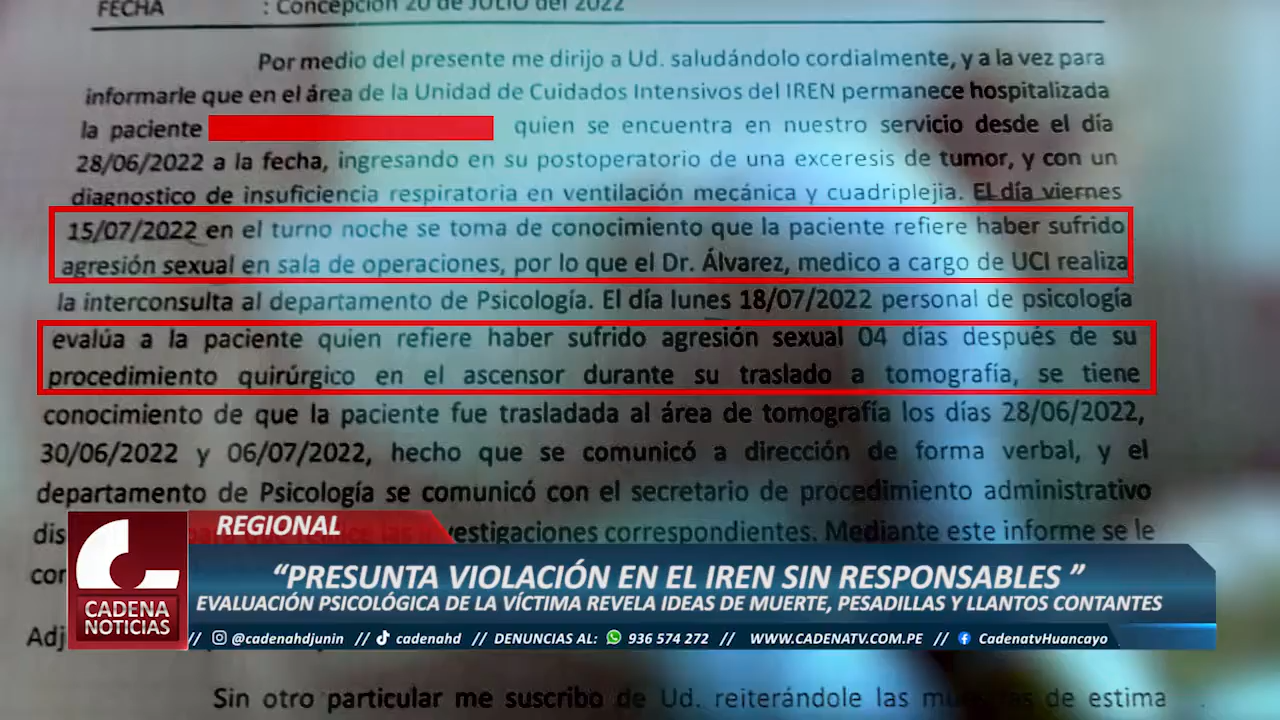 FECHA : Concepción 20 de JULIO del 2022
Por medio del presente me dirijo a Ud. saludándolo cordialmente, y a la vez para
informarle que en el área de la Unidad de Cuidados Intensivos del IREN permanece hospitalizada
la paciente quien se encuentra en nuestro servicio desde el día
28/06/2022 a la fecha, ingresando en su postoperatorio de una exceresis de tumor, y con un
diagnostico de insuficiencia respiratoria en ventilación mecánica y cuadriplejia. El día viernes
15/07/2022 en el turno noche se toma de conocimiento que la paciente refiere haber sufrido
agresión sexual en sala de operaciones, por lo que el Dr. Álvarez, medico a cargo de UCI realiza
la interconsulta al departamento de Psicología. El día lunes 18/07/2022 personal de psicología
evalúa a la paciente quien refiere haber sufrido agresión sexual 04 días después de su
procedimiento quirúrgico en el ascensor durante su traslado a tomografía, se tiene
conocimiento de que la paciente fue trasladada al área de tomografía los días 28/06/2022,
30/06/2022 y 06/07/2022, hecho que se comunicó a dirección de forma verbal, y el
departamento de Psicología se comunicó con el secretario de procedimiento administrativo
correspondientes. Mediante este informe se le
REGIONAL
“PRESUNTA VIOLACIÓN EN EL IREN SIN RESPONSABLES ”
EVALUACIÓN PSICOLÓGICA DE LA VÍCTIMA REVELA IDEAS DE MUERTE, PESADILLAS Y LLANTOS CONTANTES
CADENA
NOTICIAS
// @cadenahdjunin // cadenahd // DENUNCIAS AL: 936 574 272 // WWW.CADENATV.COM.PE // CadenatvHuancayo
Sin otro particular me suscribo de Ud. reiterándole las de estima